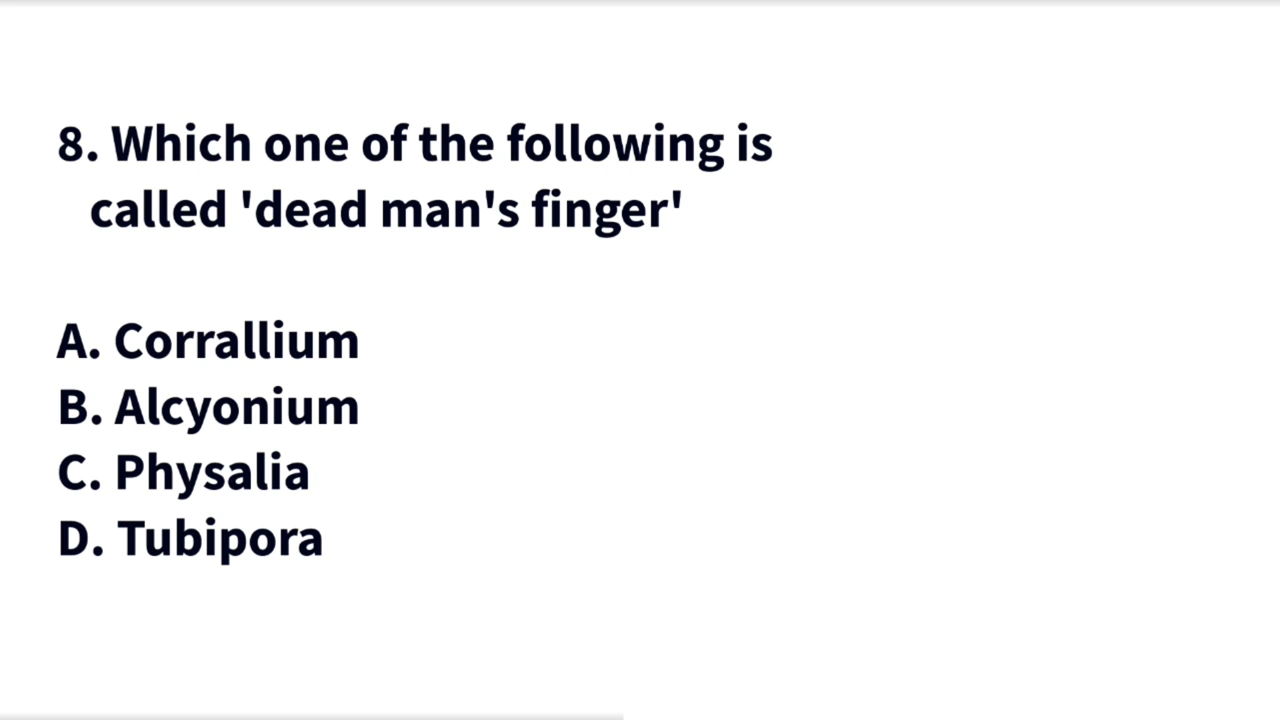 8. Which one of the following is
called 'dead man's finger'
A. Corrallium
B. Alcyonium
C. Physalia
D. Tubipora